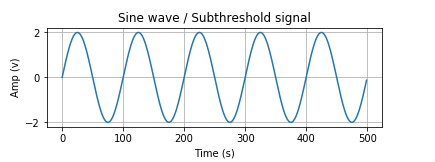 Sine wave / Subthreshold signal
Amp (v)
2
0
−2
0 100 200 300 400 500
Time (s)